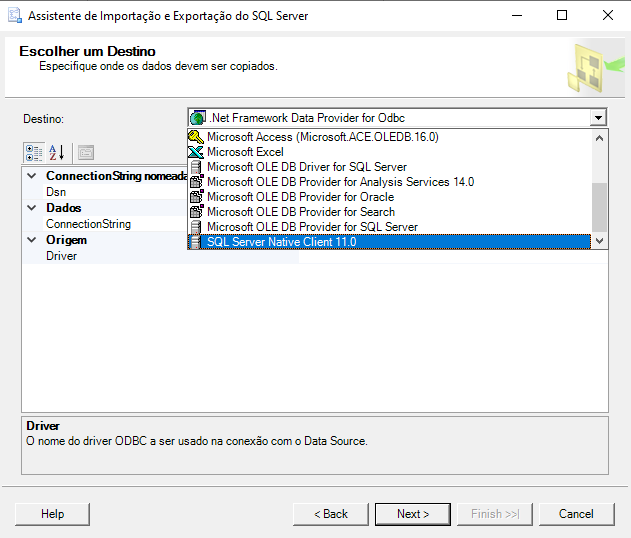 Assistente de Importação e Exportação do SQL Server
Escolher um Destino
Especifique onde os dados devem ser copiados.
Destino:
.Net Framework Data Provider for Odbc
Microsoft Access (Microsoft.ACE.OLEDB.16.0)
Microsoft Excel
Microsoft OLE DB Driver for SQL Server
Microsoft OLE DB Provider for Analysis Services 14.0
Microsoft OLE DB Provider for Oracle
Microsoft OLE DB Provider for Search
Microsoft OLE DB Provider for SQL Server
SQL Server Native Client 11.0
ConnectionString nomeada
Dsn
Dados
ConnectionString
Origem
Driver
Driver
O nome do driver ODBC a ser usado na conexão com o Data Source.
Help
< Back
Next >
Finish >>|
Cancel